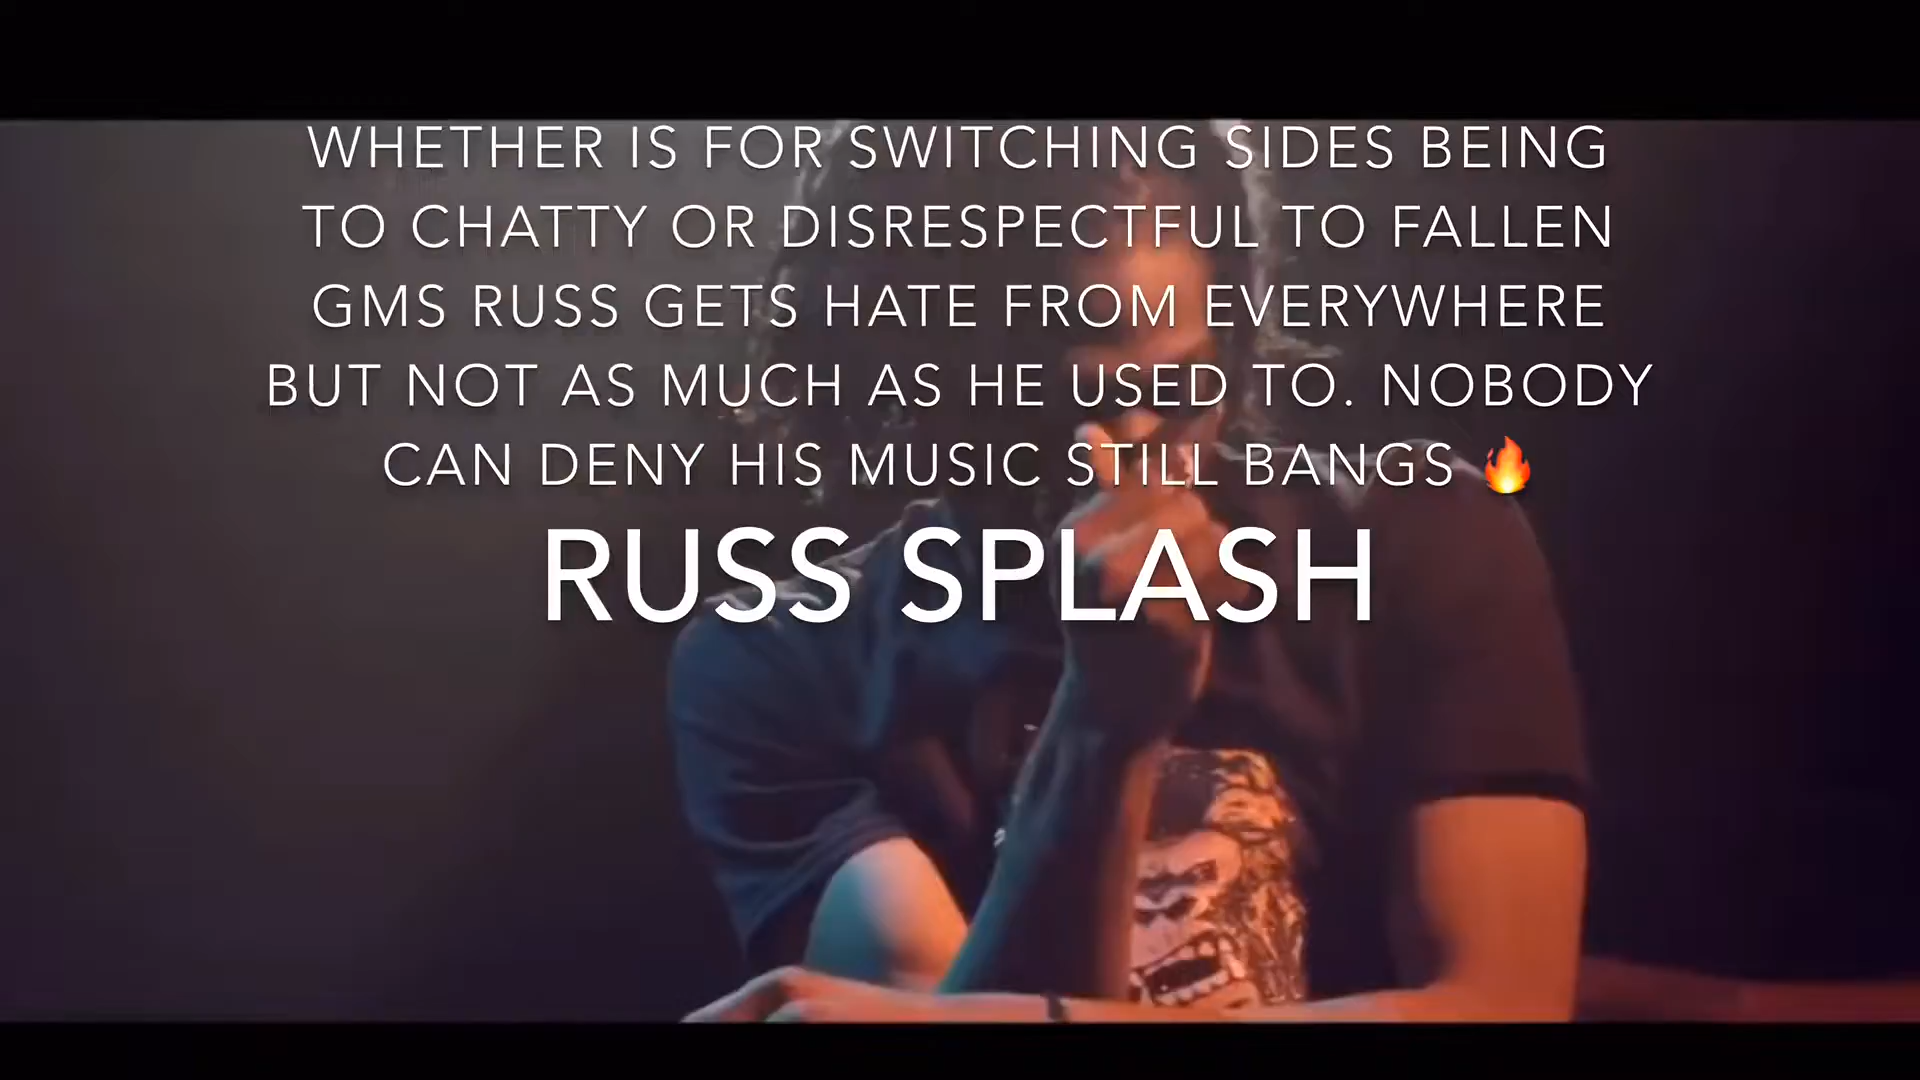 WHETHER IS FOR SWITCHING SIDES BEING
TO CHATTY OR DISRESPECTFUL TO FALLEN
GMS RUSS GETS HATE FROM EVERYWHERE
BUT NOT AS MUCH AS HE USED TO. NOBODY
CAN DENY HIS MUSIC STILL BANGS 🔥
RUSS SPLASH